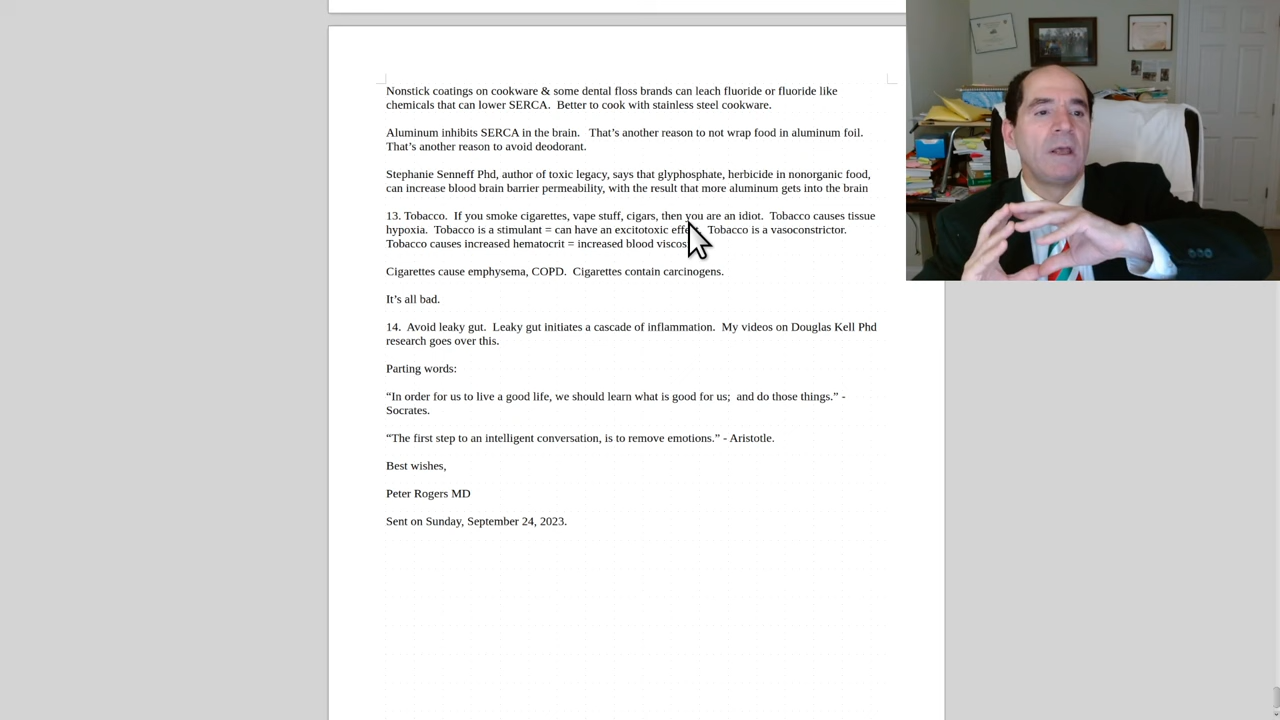 Nonstick coatings on cookware & some dental floss brands can leach fluoride or fluoride like
chemicals that can lower SERCA.  Better to cook with stainless steel cookware.
Aluminum inhibits SERCA in the brain.   That’s another reason to not wrap food in aluminum foil.
That’s another reason to avoid deodorant.
Stephanie Senneff Phd, author of toxic legacy, says that glyphosate, herbicide in nonorganic food,
can increase blood brain barrier permeability, with the result that more aluminum gets into the brain
13. Tobacco.  If you smoke cigarettes, vape stuff, cigars, then you are an idiot.  Tobacco causes tissue
hypoxia.  Tobacco is a stimulant = can have an excitotoxic Tobacco is a vasoconstrictor.
Tobacco causes increased hematocrit = increased blood
Cigarettes cause emphysema, COPD.  Cigarettes contain carcinogens.
It’s all bad.
14.  Avoid leaky gut.  Leaky gut initiates a cascade of inflammation.  My videos on Douglas Kell Phd
research goes over this.
Parting words:
“In order for us to live a good life, we should learn what is good for us;  and do those things.” -
Socrates.
“The first step to an intelligent conversation, is to remove emotions.” - Aristotle.
Best wishes,
Peter Rogers MD
Sent on Sunday, September 24, 2023.